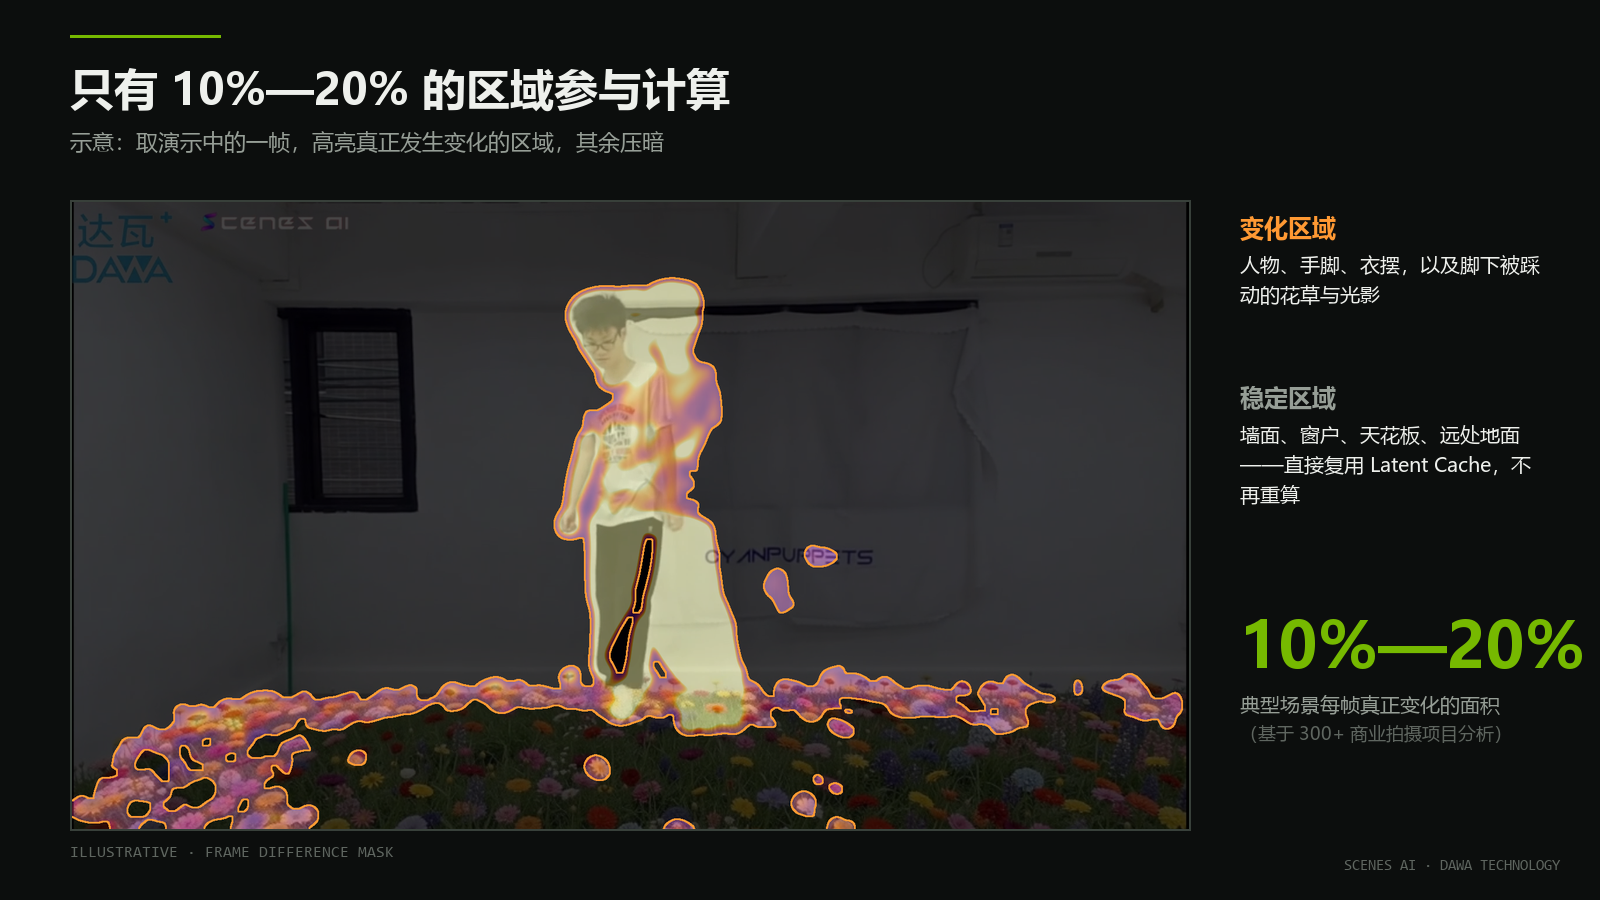 只有 10%—20% 的区域参与计算
示意：取演示中的一帧，高亮真正发生变化的区域，其余压暗
达瓦+
DAWA
Scenes ai
CYANPUPPETS
变化区域
人物、手脚、衣摆，以及脚下被踩
动的花草与光影
稳定区域
墙面、窗户、天花板、远处地面
——直接复用 Latent Cache，不
再重算
10%—20%
典型场景每帧真正变化的面积
（基于 300+ 商业拍摄项目分析）
ILLUSTRATIVE · FRAME DIFFERENCE MASK
SCENES AI · DAWA TECHNOLOGY